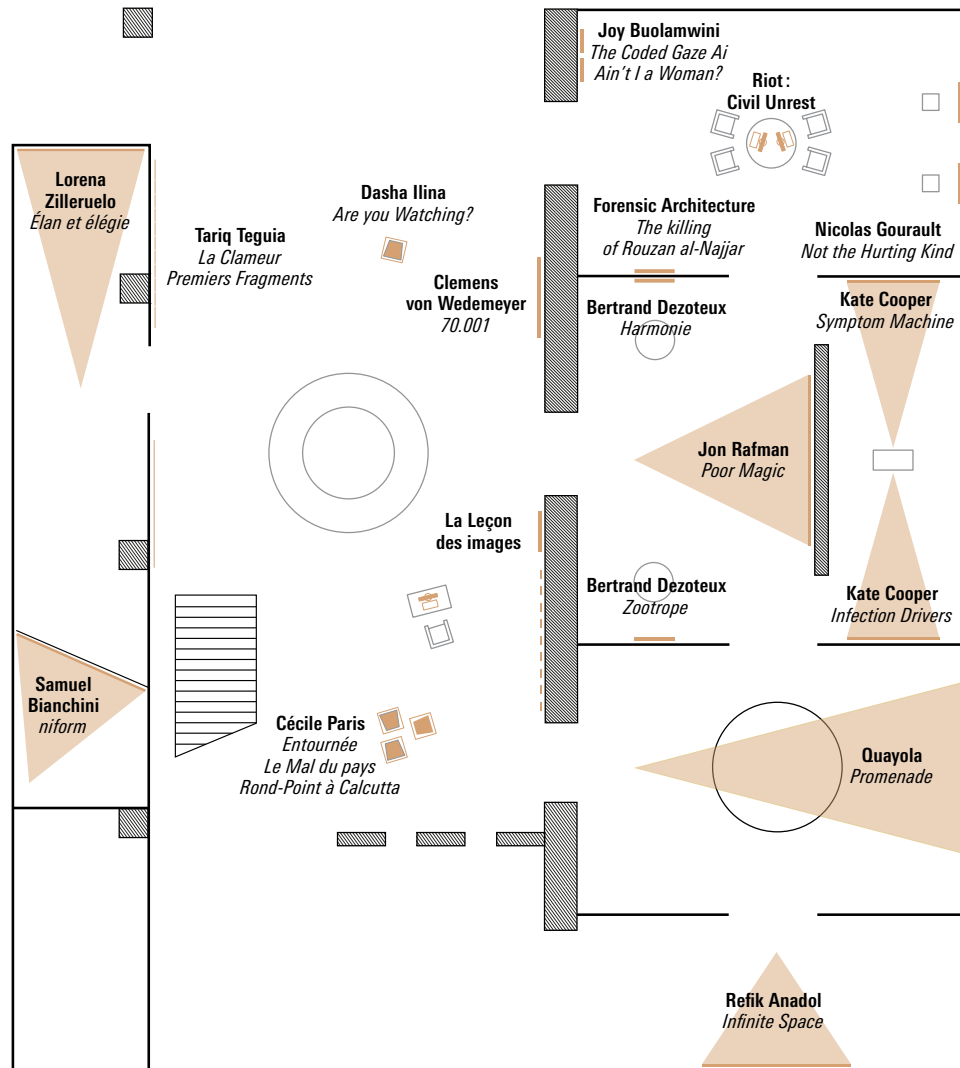 Joy Buolamwini
The Coded Gaze Ai
Ain't I a Woman?
Riot :
Civil Unrest
Lorena
Zilleruelo
Élan et élégie
Tariq Teguia
La Clameur
Premiers Fragments
Dasha Ilina
Are you Watching?
Clemens
von Wedemeyer
70.001
Forensic Architecture
The killing
of Rouzan al-Najjar
Nicolas Gourault
Not the Hurting Kind
Bertrand Dezoteux
Harmonie
Kate Cooper
Symptom Machine
Jon Rafman
Poor Magic
La Leçon
des images
Bertrand Dezoteux
Zootrope
Kate Cooper
Infection Drivers
Samuel
Bianchini
niform
Cécile Paris
Entournée
Le Mal du pays
Rond-Point à Calcutta
Quayola
Promenade
Refik Anadol
Infinite Space